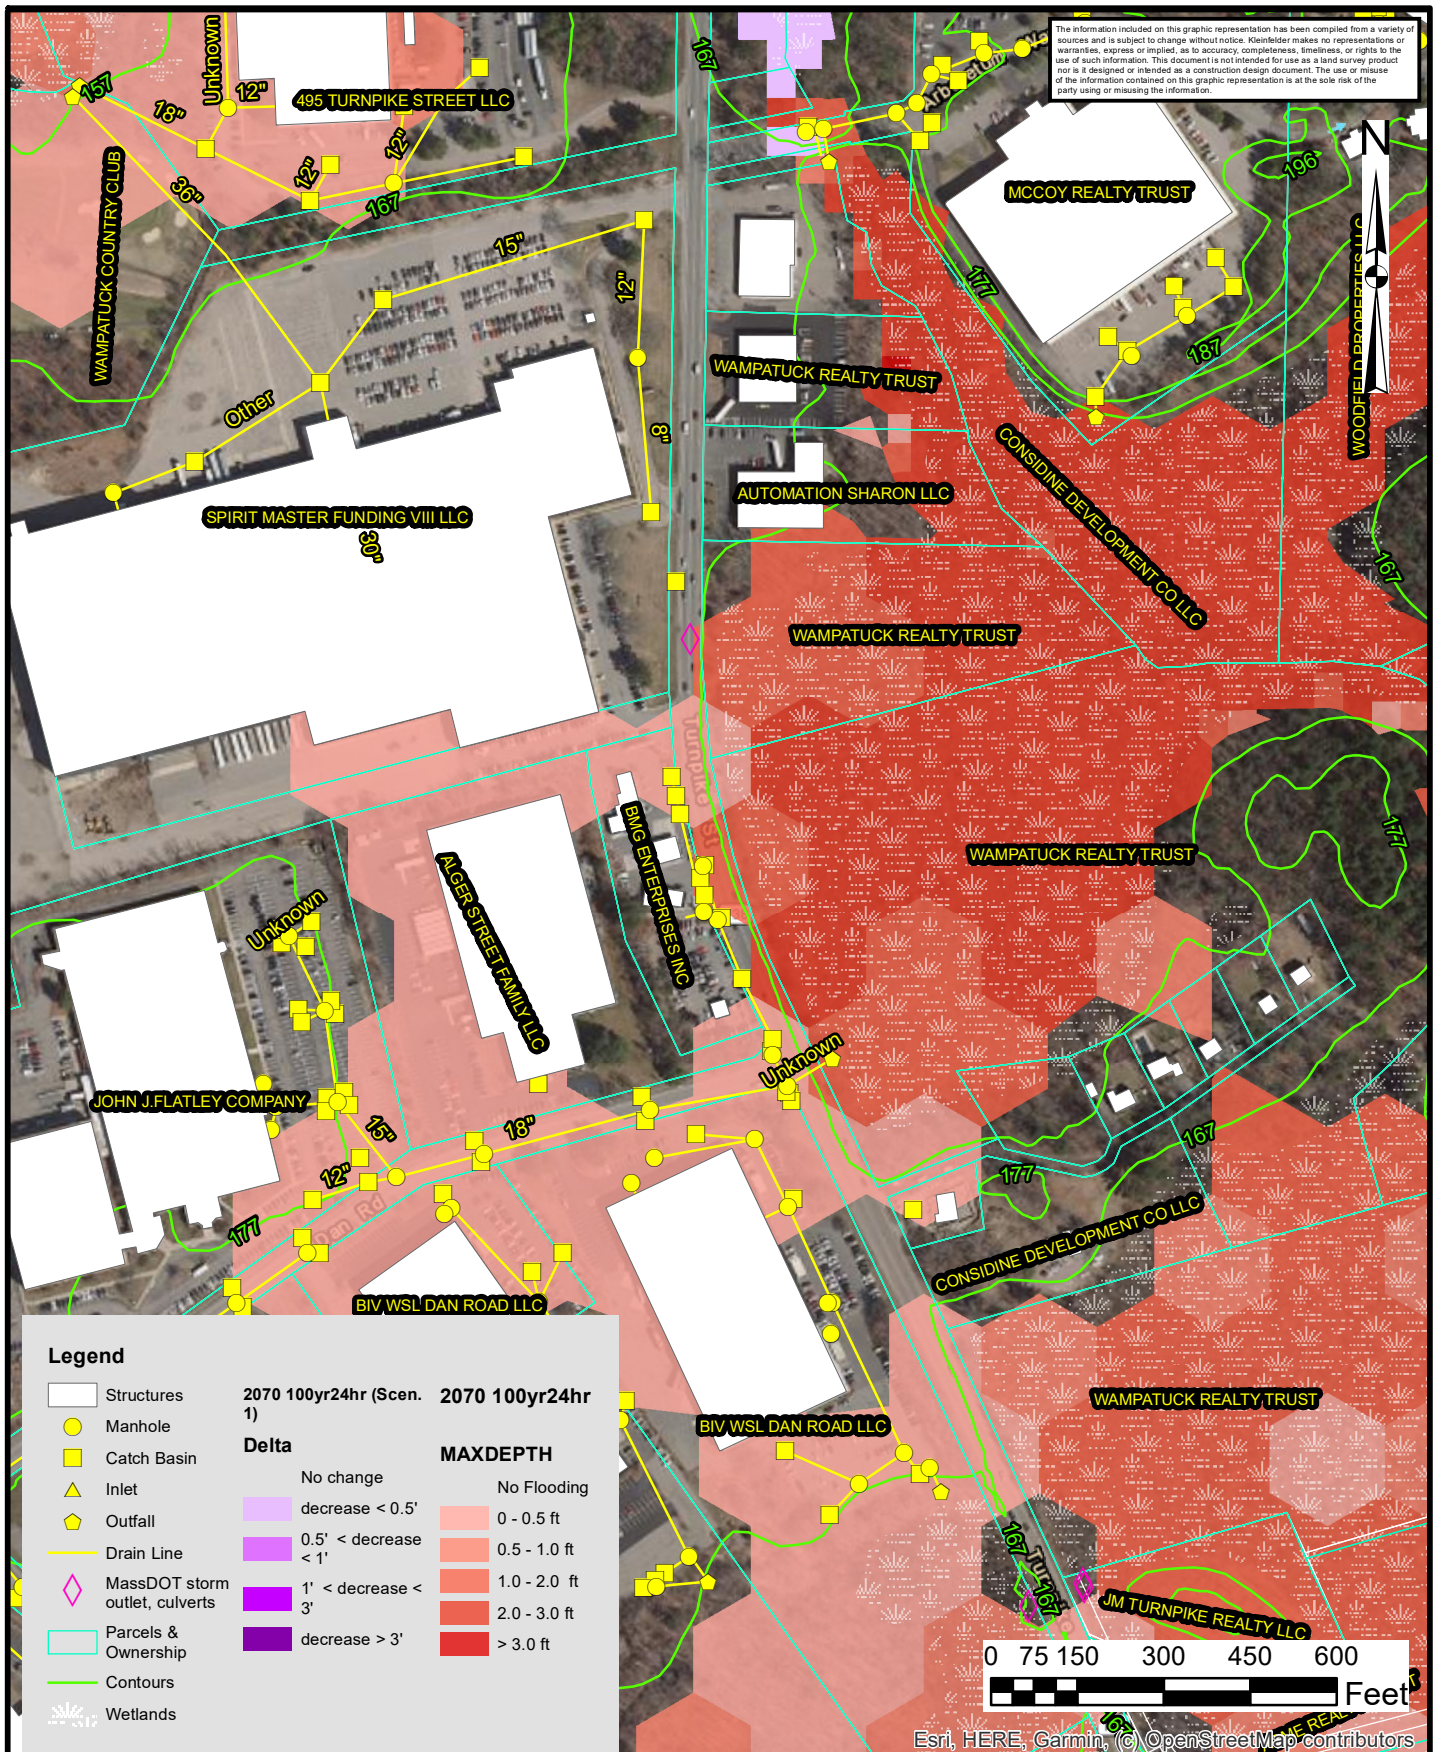 The information included on this graphic representation has been compiled from a variety of
sources and is subject to change without notice. Kleinfelder makes no representations or
warranties, express or implied, as to accuracy, completeness, timeliness, or rights to the
use of such information. This document is not intended for use as a land survey product
nor is it designed or intended as a construction design document. The use or misuse
of the information contained on this graphic representation is at the sole risk of the
party using or misusing the information.
N
167
157
Unknown
12"
18"
495 TURNPIKE STREET LLC
12"
12"
36"
167
WAMPATUCK COUNTRY CLUB
15"
12"
MCCOY REALTY TRUST
196
177
187
WOODFIELD PROPERTIES LLC
WAMPATUCK REALTY TRUST
Other
8"
AUTOMATION SHARON LLC
CONSIDINE DEVELOPMENT CO LLC
SPIRIT MASTER FUNDING VIII LLC
30"
167
WAMPATUCK REALTY TRUST
Turnpike St
BMG ENTERPRISES INC
WAMPATUCK REALTY TRUST
177
ALGER STREET FAMILY LLC
Unknown
Unknown
JOHN J.FLATLEY COMPANY
15"
18"
12"
167
177
177
Dan Rd
CONSIDINE DEVELOPMENT CO LLC
BIV WSL DAN ROAD LLC
WAMPATUCK REALTY TRUST
BIV WSL DAN ROAD LLC
167
167
JM TURNPIKE REALTY LLC
167
Legend
Structures
Manhole
Catch Basin
Inlet
Outfall
Drain Line
MassDOT storm
outlet, culverts
Parcels &
Ownership
Contours
Wetlands
2070 100yr24hr (Scen.
1)
Delta
No change
decrease < 0.5'
0.5' < decrease
< 1'
1' < decrease <
3'
decrease > 3'
2070 100yr24hr
MAXDEPTH
No Flooding
0 - 0.5 ft
0.5 - 1.0 ft
1.0 - 2.0 ft
2.0 - 3.0 ft
> 3.0 ft
0 75 150 300 450 600
Feet
Esri, HERE, Garmin, (c) OpenStreetMap contributors